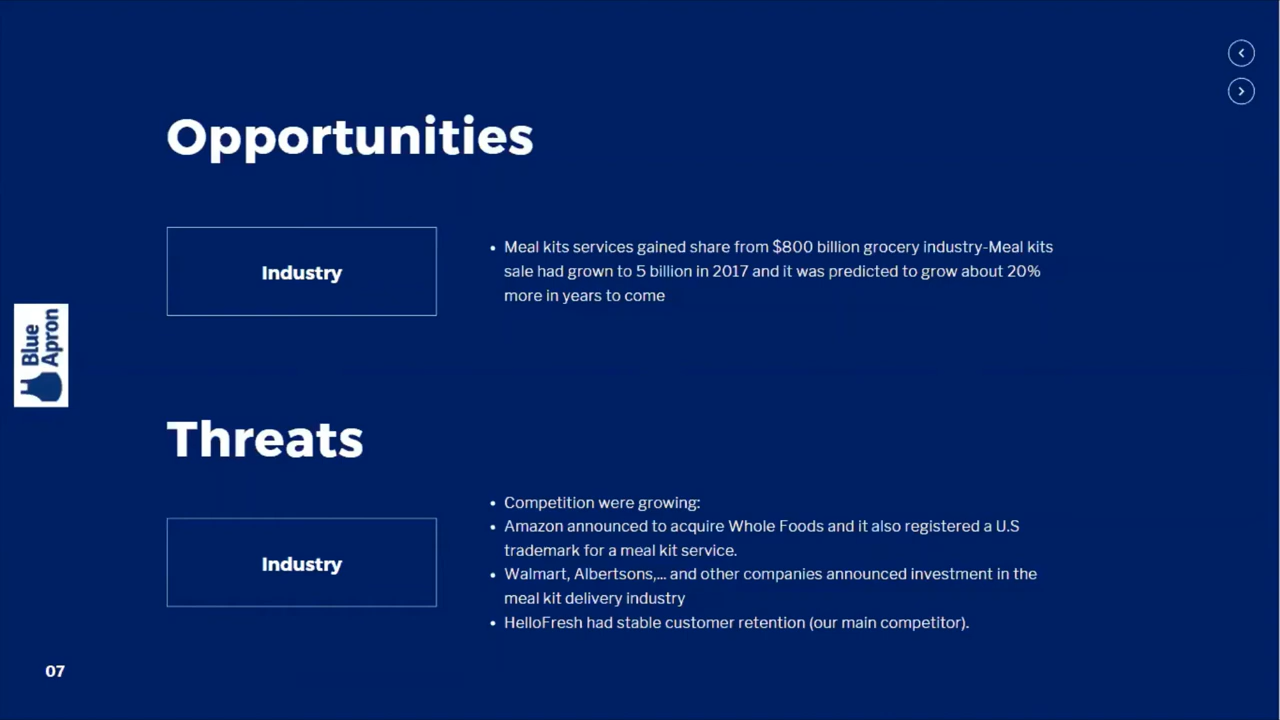 Opportunities
Industry
• Meal kits services gained share from $800 billion grocery industry-Meal kits
sale had grown to 5 billion in 2017 and it was predicted to grow about 20%
more in years to come
Blue
Apron
Threats
Industry
• Competition were growing:
• Amazon announced to acquire Whole Foods and it also registered a U.S
trademark for a meal kit service.
• Walmart, Albertsons,... and other companies announced investment in the
meal kit delivery industry
• HelloFresh had stable customer retention (our main competitor).
07